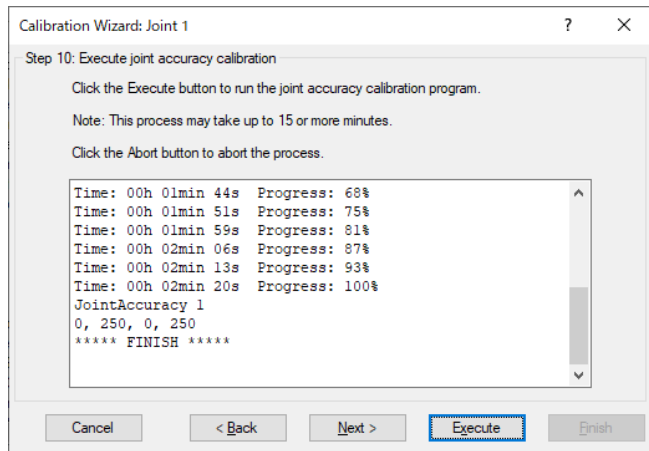 Calibration Wizard: Joint 1
Step 10: Execute joint accuracy calibration
Click the Execute button to run the joint accuracy calibration program.
Note: This process may take up to 15 or more minutes.
Click the Abort button to abort the process.
Time: 00h 01min 44s  Progress: 68%
Time: 00h 01min 51s  Progress: 75%
Time: 00h 01min 59s  Progress: 81%
Time: 00h 02min 06s  Progress: 87%
Time: 00h 02min 13s  Progress: 93%
Time: 00h 02min 20s  Progress: 100%
JointAccuracy 1
0, 250, 0, 250
***** FINISH *****
Cancel < Back Next > Execute Finish